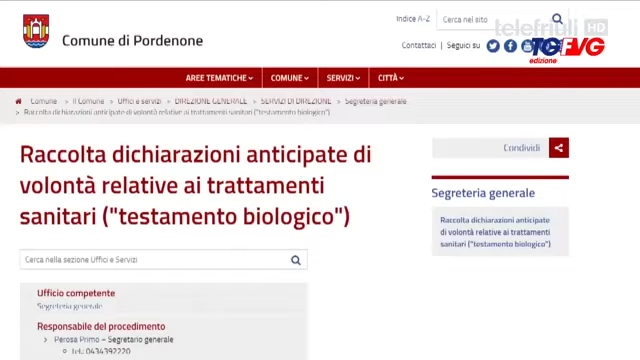 Indice A-Z
Cerca nel sito
telefriuli HD
Comune di Pordenone
Contattaci | Seguici su
TG FVG
edizione
AREE TEMATICHE
COMUNE
SERVIZI
CITTÀ
Comune » Il Comune » Uffici e servizi » DIREZIONE GENERALE » SERVIZI DI DIREZIONE » Segreteria generale
» Raccolta dichiarazioni anticipate di volontà relative ai trattamenti sanitari ("testamento biologico")
Raccolta dichiarazioni anticipate di
volontà relative ai trattamenti
sanitari ("testamento biologico")
Condividi
Segreteria generale
Raccolta dichiarazioni anticipate
di volontà relative ai trattamenti
sanitari ("testamento biologico")
Cerca nella sezione Uffici e Servizi
Ufficio competente
Segreteria generale
Responsabile del procedimento
Perosa Primo – Segretario generale
tel.: 0434392220